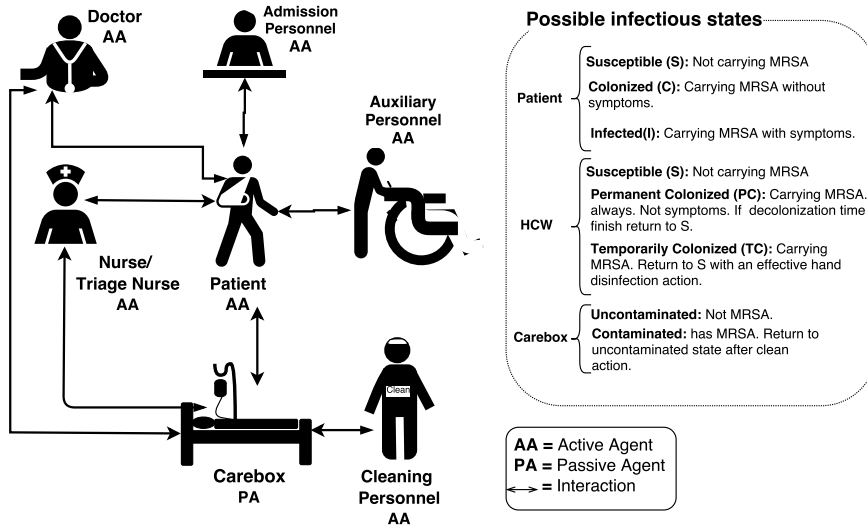 Doctor
AA
Admission
Personnel
AA
Auxiliary
Personnel
AA
Nurse/
Triage Nurse
AA
Patient
AA
Clean
Carebox
PA
Cleaning
Personnel
AA
Possible infectious states
Patient
Susceptible (S): Not carrying MRSA
Colonized (C): Carrying MRSA without
symptoms.
Infected(I): Carrying MRSA with symptoms.
HCW
Susceptible (S): Not carrying MRSA
Permanent Colonized (PC): Carrying MRSA.
always. Not symptoms. If decolonization time
finish return to S.
Temporarily Colonized (TC): Carrying
MRSA. Return to S with an effective hand
disinfection action.
Carebox
Uncontaminated: Not MRSA.
Contaminated: has MRSA. Return to
uncontaminated state after clean
action.
AA = Active Agent
PA = Passive Agent
= Interaction